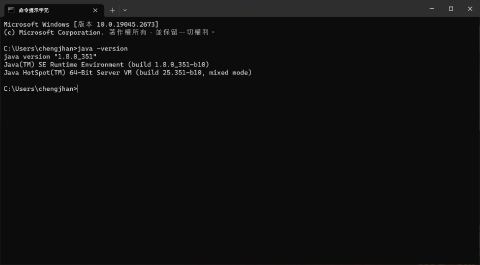 命令提示字元
Microsoft Windows [版本 10.0.19045.2673]
(c) Microsoft Corporation. 著作權所有，並保留一切權利。
C:\Users\chengjhan>java -version
java version "1.8.0_351"
Java(TM) SE Runtime Environment (build 1.8.0_351-b10)
Java HotSpot(TM) 64-Bit Server VM (build 25.351-b10, mixed mode)
C:\Users\chengjhan>